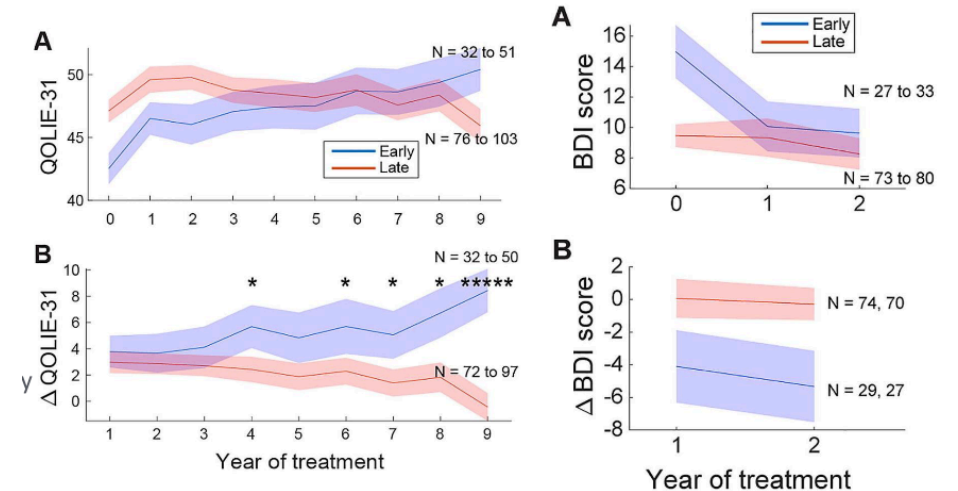 A
QOLIE-31
50
45
40
N = 32 to 51
N = 76 to 103
Early
Late
0 1 2 3 4 5 6 7 8 9
B
y
Δ QOLIE-31
10
8
6
4
2
0
N = 32 to 50
* * * * *****
N = 72 to 97
1 2 3 4 5 6 7 8 9
Year of treatment
A
BDI score
16
14
12
10
8
6
Early
Late
N = 27 to 33
N = 73 to 80
0 1 2
B
Δ BDI score
2
0
-2
-4
-6
-8
N = 74, 70
N = 29, 27
1 2
Year of treatment